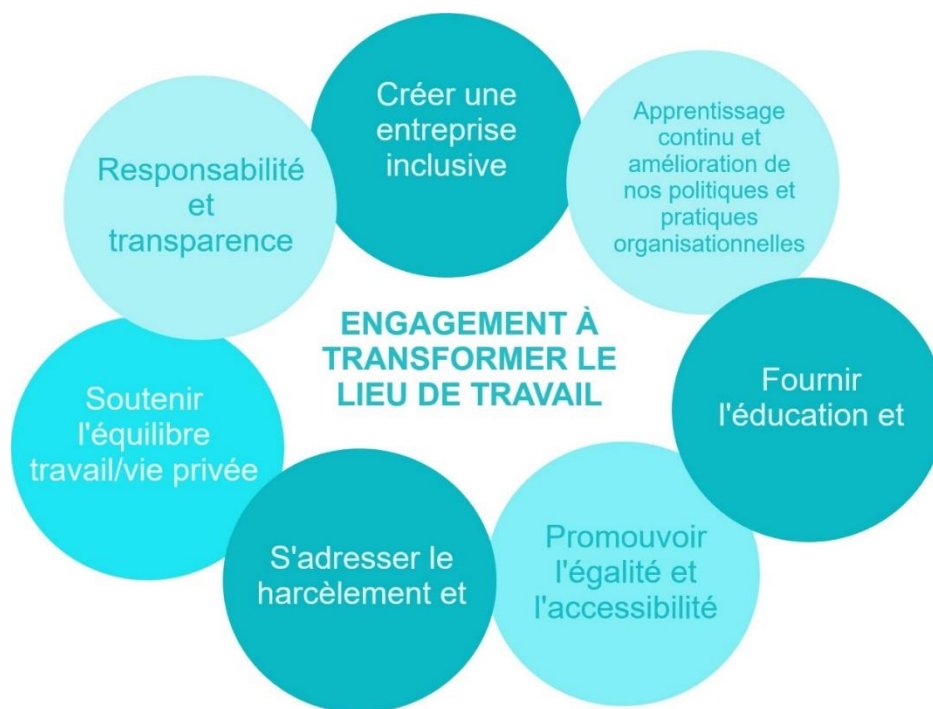 Créer une
entreprise
inclusive
Apprentissage
continu et
amélioration de
nos politiques et
pratiques
organisationnelles
Fournir
l'éducation et
Promouvoir
l'égalité et
l'accessibilité
S'adresser le
harcèlement et
Soutenir
l'équilibre
travail/vie privée
Responsabilité
et
transparence
ENGAGEMENT À
TRANSFORMER LE
LIEU DE TRAVAIL